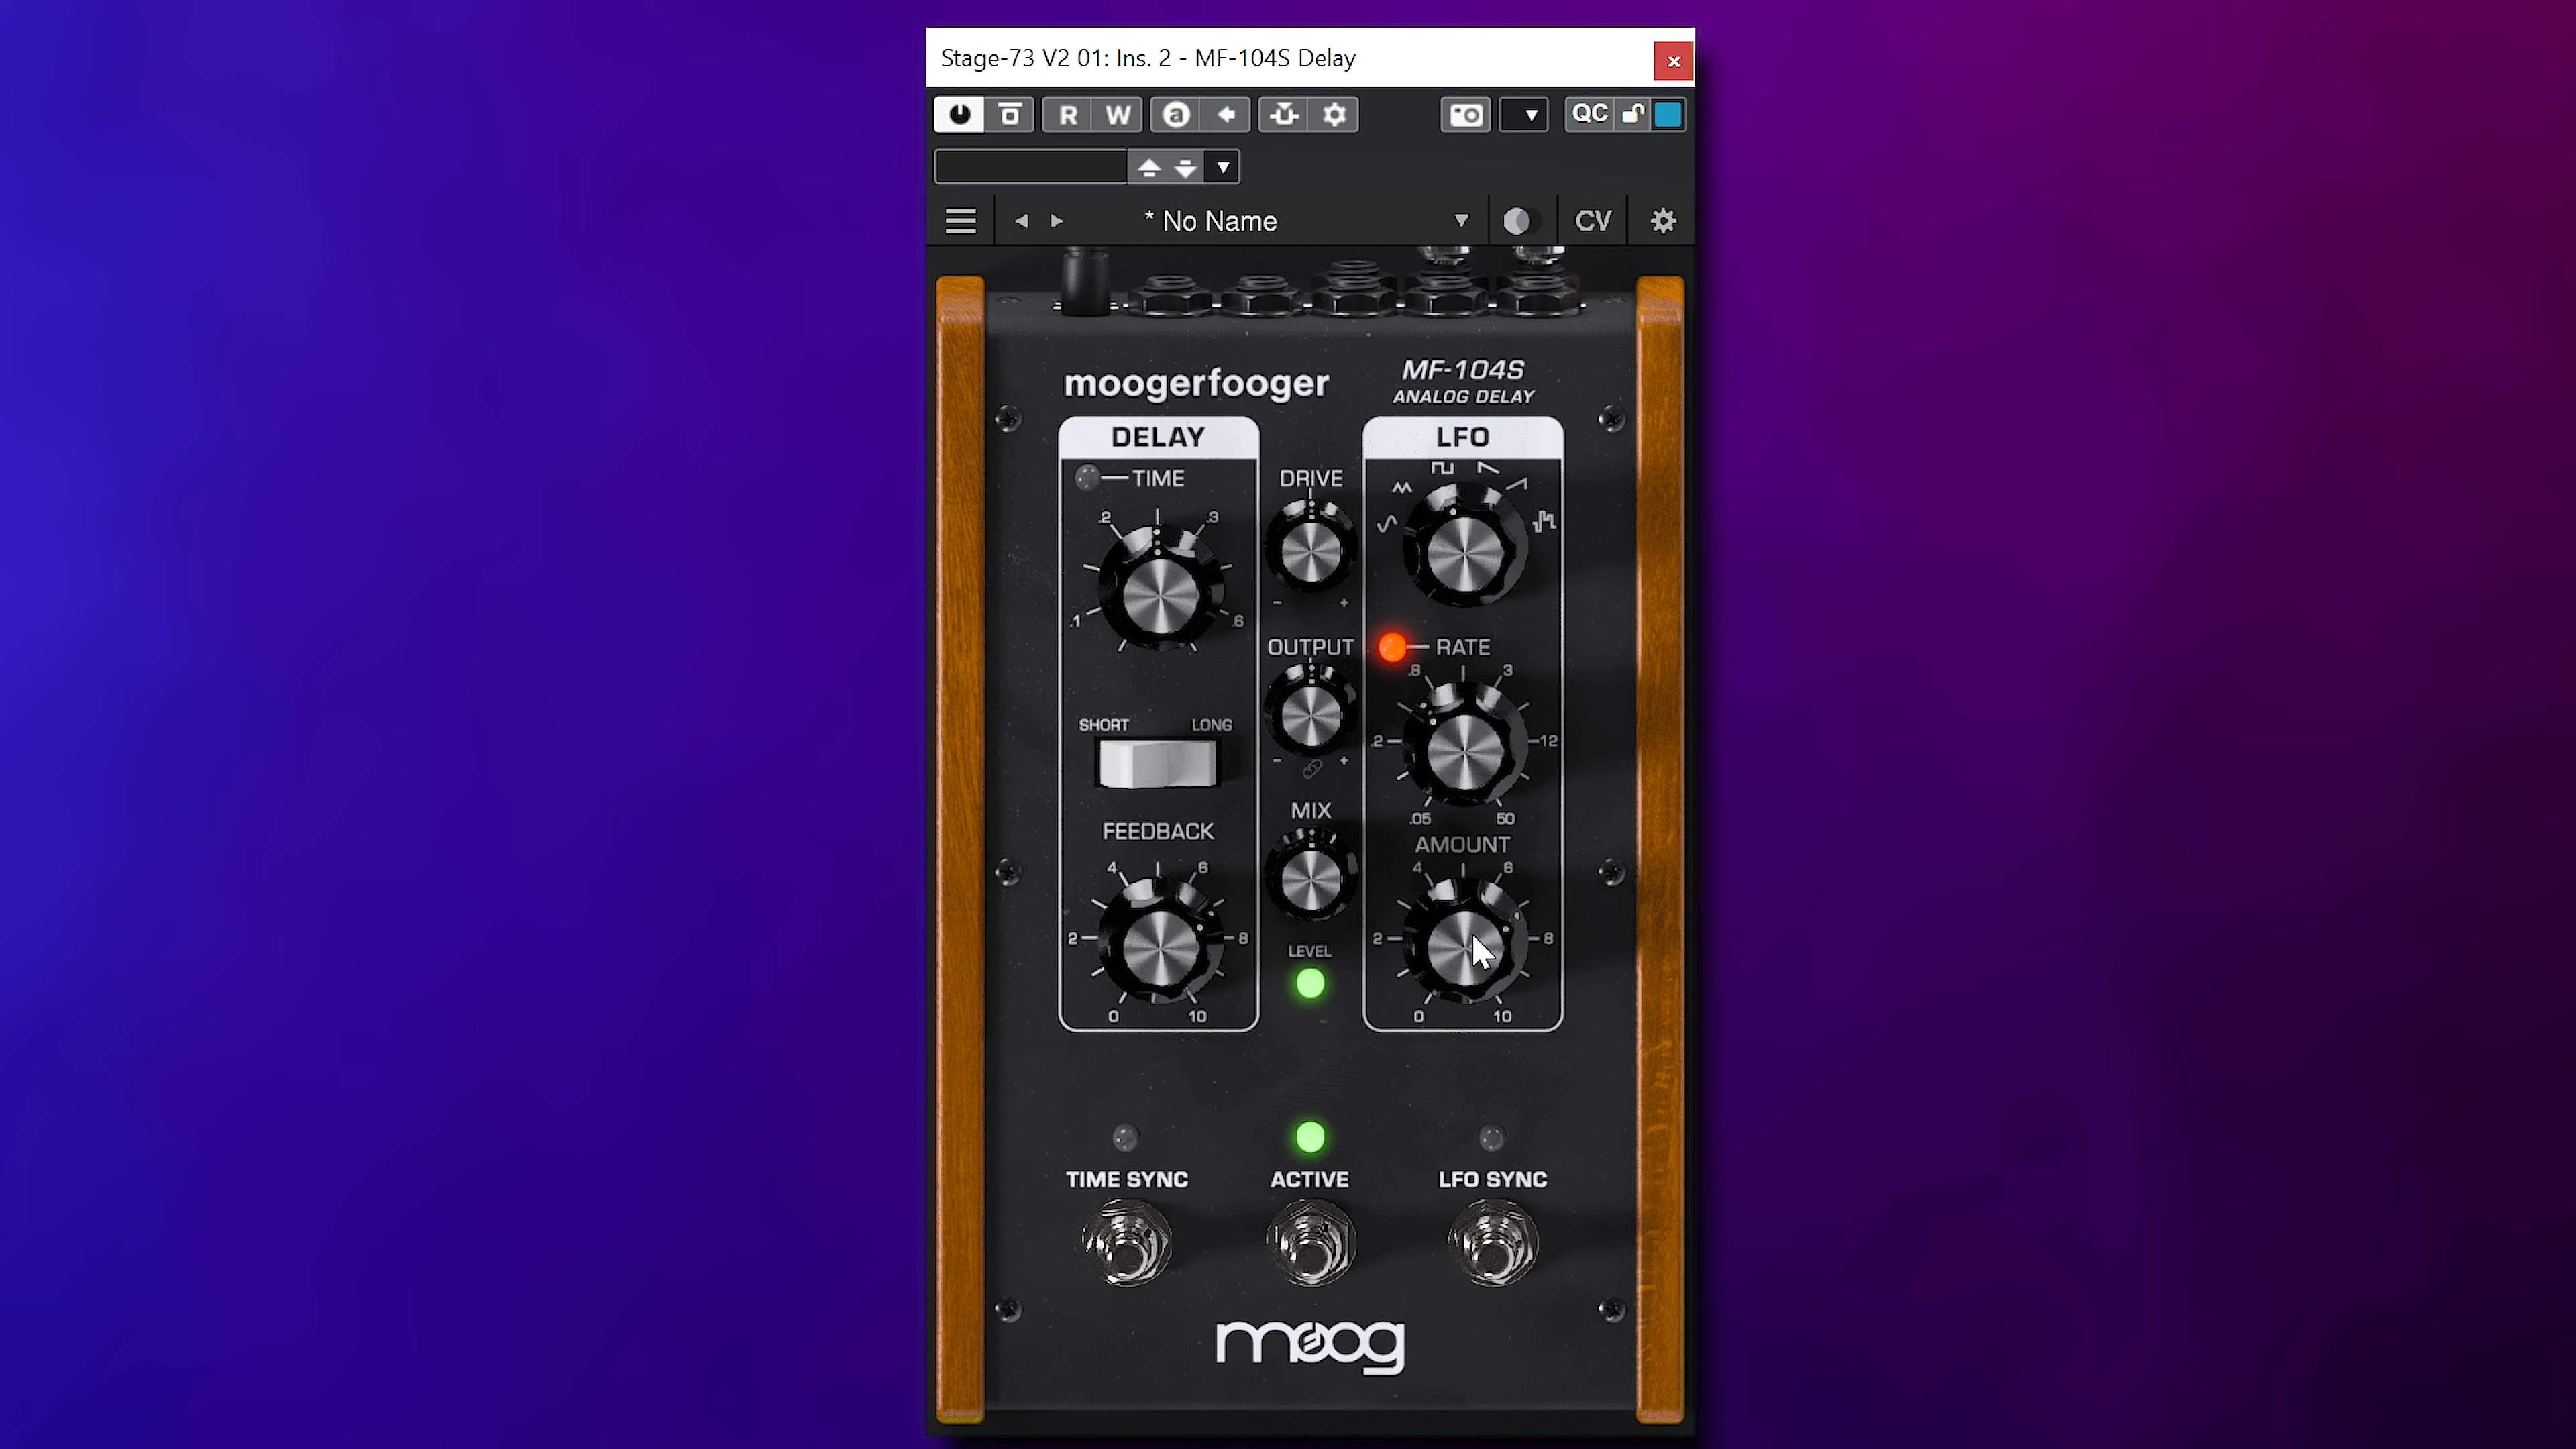 Stage-73 V2 01: Ins. 2 - MF-104S Delay
R W a QC
* No Name CV
moogerfooger MF-104S
ANALOG DELAY
DELAY LFO
TIME DRIVE
.2 .3
.1 .6
- +
OUTPUT RATE
.8 3
SHORT LONG
.2 12
- +
MIX .05 50
FEEDBACK AMOUNT
4 6 4 6
2 8 2 8
LEVEL
0 10 0 10
TIME SYNC ACTIVE LFO SYNC
moog